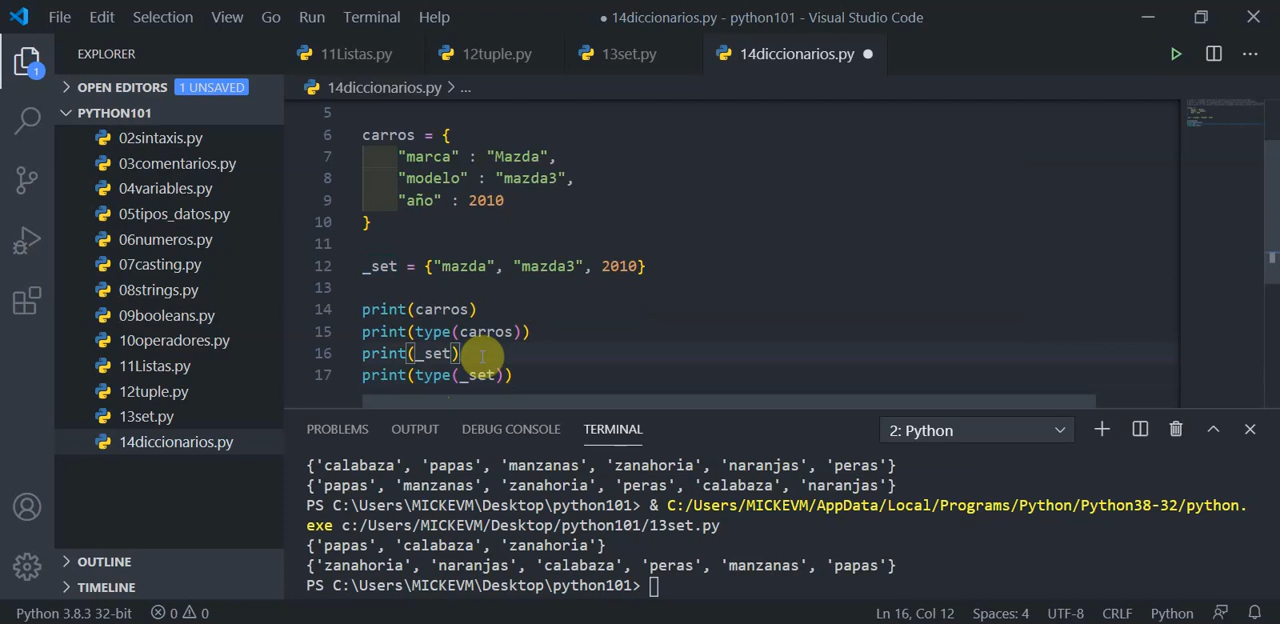 File Edit Selection View Go Run Terminal Help
● 14diccionarios.py - python101 - Visual Studio Code
EXPLORER
11Listas.py
12tuple.py
13set.py
14diccionarios.py ●
OPEN EDITORS 1 UNSAVED
14diccionarios.py > ...
PYTHON101
1
02sintaxis.py
03comentarios.py
04variables.py
05tipos_datos.py
06numeros.py
07casting.py
08strings.py
09booleans.py
10operadores.py
11Listas.py
12tuple.py
13set.py
14diccionarios.py
OUTLINE
TIMELINE
5
6 carros = {
7 "marca" : "Mazda",
8 "modelo" : "mazda3",
9 "año" : 2010
10 }
11
12 _set = {"mazda", "mazda3", 2010}
13
14 print(carros)
15 print(type(carros))
16 print(_set)
17 print(type(_set))
PROBLEMS OUTPUT DEBUG CONSOLE TERMINAL 2: Python
{'calabaza', 'papas', 'manzanas', 'zanahoria', 'naranjas', 'peras'}
{'papas', 'manzanas', 'zanahoria', 'peras', 'calabaza', 'naranjas'}
PS C:\Users\MICKEVM\Desktop\python101> & C:/Users/MICKEVM/AppData/Local/Programs/Python/Python38-32/python.
exe c:/Users/MICKEVM/Desktop/python101/13set.py
{'papas', 'calabaza', 'zanahoria'}
{'zanahoria', 'naranjas', 'calabaza', 'peras', 'manzanas', 'papas'}
PS C:\Users\MICKEVM\Desktop\python101>
Python 3.8.3 32-bit 0 0 Ln 16, Col 12 Spaces: 4 UTF-8 CRLF Python